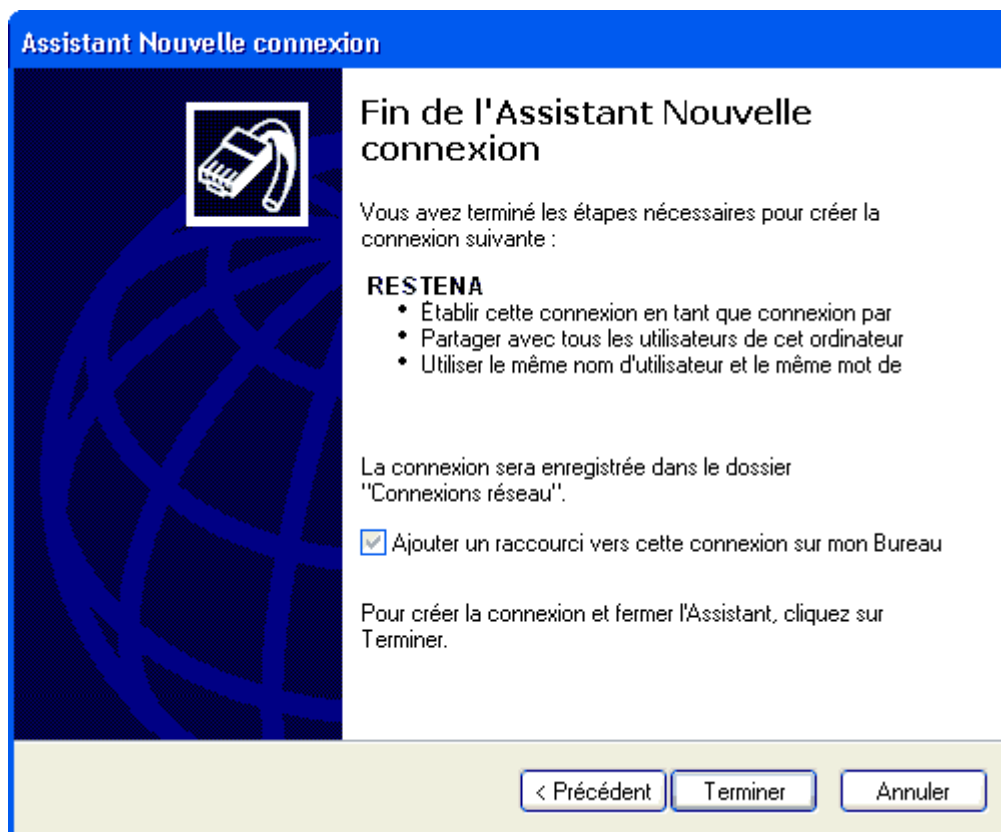 Assistant Nouvelle connexion
Fin de l'Assistant Nouvelle
connexion
Vous avez terminé les étapes nécessaires pour créer la
connexion suivante :
RESTENA
• Établir cette connexion en tant que connexion par
• Partager avec tous les utilisateurs de cet ordinateur
• Utiliser le même nom d'utilisateur et le même mot de
La connexion sera enregistrée dans le dossier
"Connexions réseau".
Ajouter un raccourci vers cette connexion sur mon Bureau
Pour créer la connexion et fermer l'Assistant, cliquez sur
Terminer.
< Précédent Terminer Annuler